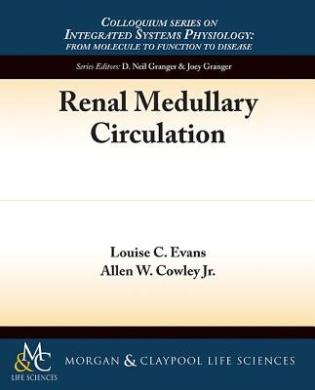 COLLOQUIUM SERIES ON
INTEGRATED SYSTEMS PHYSIOLOGY:
FROM MOLECULE TO FUNCTION TO DISEASE
Series Editors: D. Neil Granger & Joey Granger
Renal Medullary
Circulation
Louise C. Evans
Allen W. Cowley Jr.
M&C
LIFE SCIENCES
MORGAN & CLAYPOOL LIFE SCIENCES